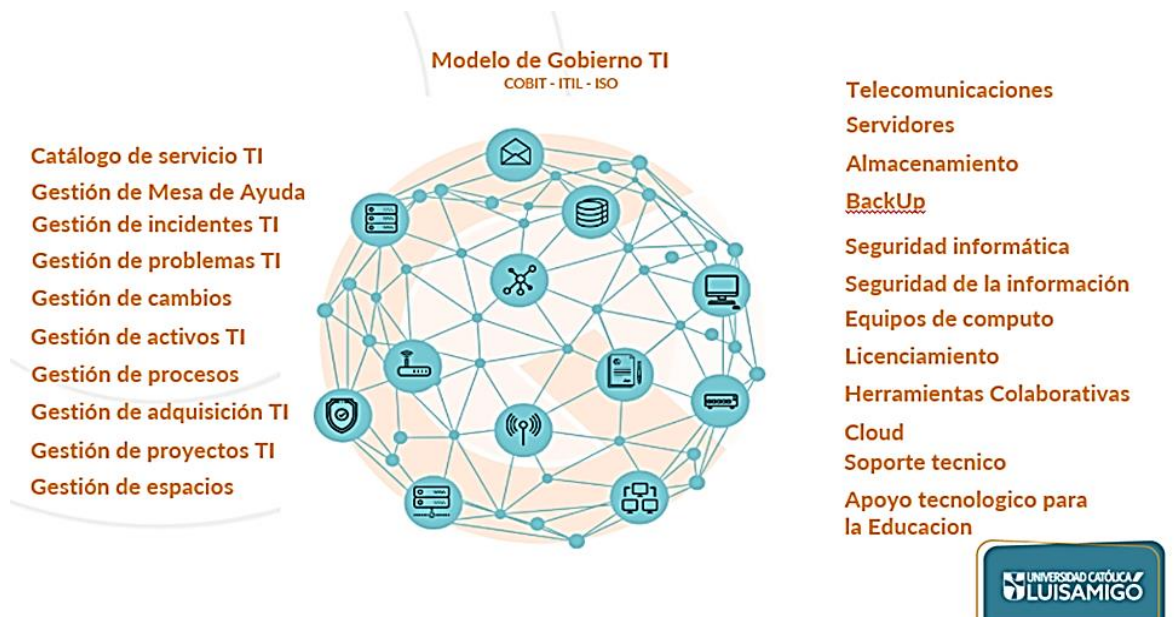 Modelo de Gobierno TI
COBIT - ITIL - ISO
Catálogo de servicio TI
Gestión de Mesa de Ayuda
Gestión de incidentes TI
Gestión de problemas TI
Gestión de cambios
Gestión de activos TI
Gestión de procesos
Gestión de adquisición TI
Gestión de proyectos TI
Gestión de espacios
Telecomunicaciones
Servidores
Almacenamiento
BackUp
Seguridad informática
Seguridad de la información
Equipos de computo
Licenciamiento
Herramientas Colaborativas
Cloud
Soporte tecnico
Apoyo tecnologico para
la Educacion
UNIVERSIDAD CATÓLICA
LUIS AMIGÓ